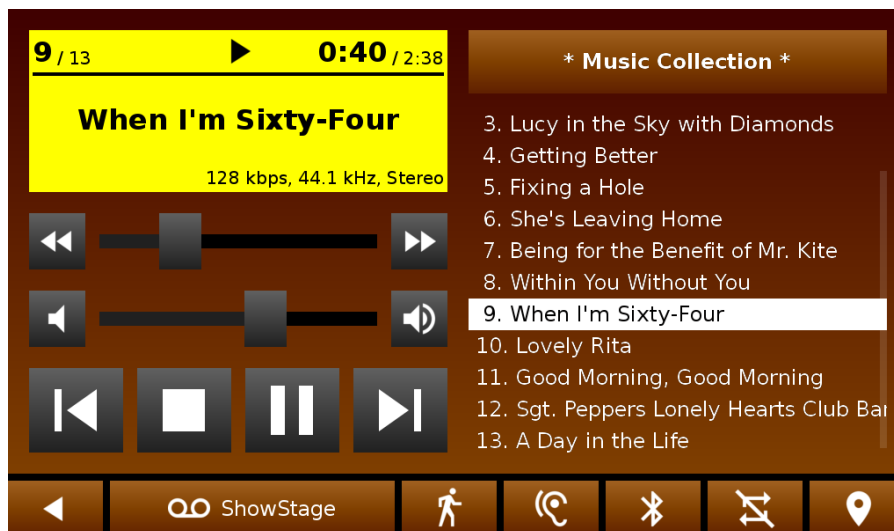 9 / 13 0:40 / 2:38
When I'm Sixty-Four
128 kbps, 44.1 kHz, Stereo
* Music Collection *
3. Lucy in the Sky with Diamonds
4. Getting Better
5. Fixing a Hole
6. She's Leaving Home
7. Being for the Benefit of Mr. Kite
8. Within You Without You
9. When I'm Sixty-Four
10. Lovely Rita
11. Good Morning, Good Morning
12. Sgt. Peppers Lonely Hearts Club
13. A Day in the Life
ShowStage